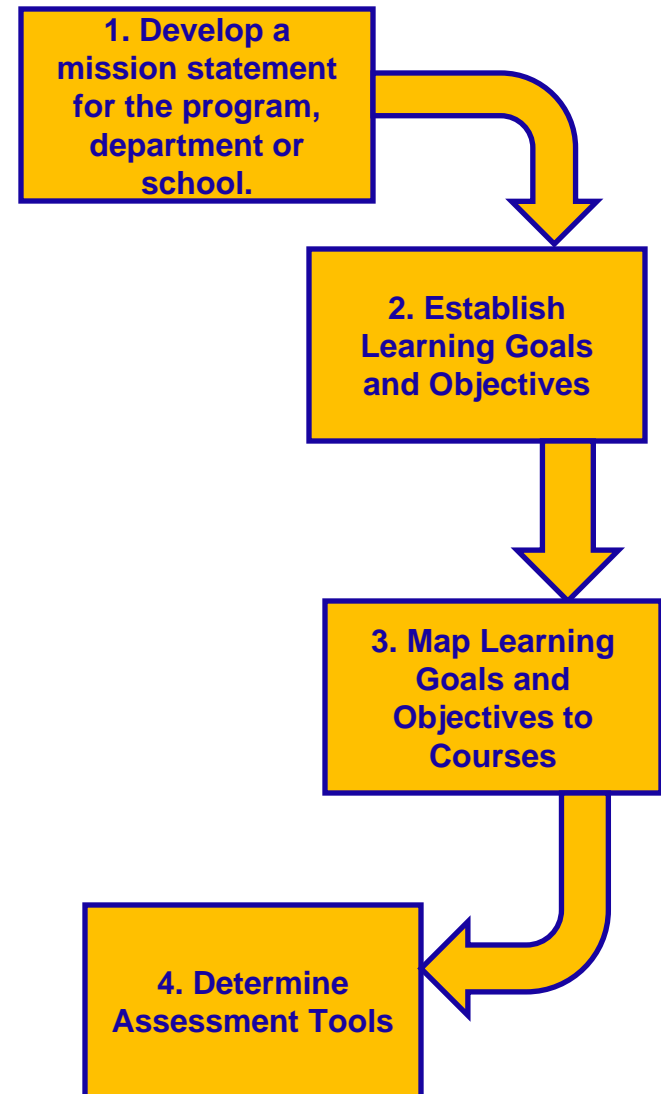 1. Develop a
mission statement
for the program,
department or
school.
2. Establish
Learning Goals
and Objectives
3. Map Learning
Goals and
Objectives to
Courses
4. Determine
Assessment Tools